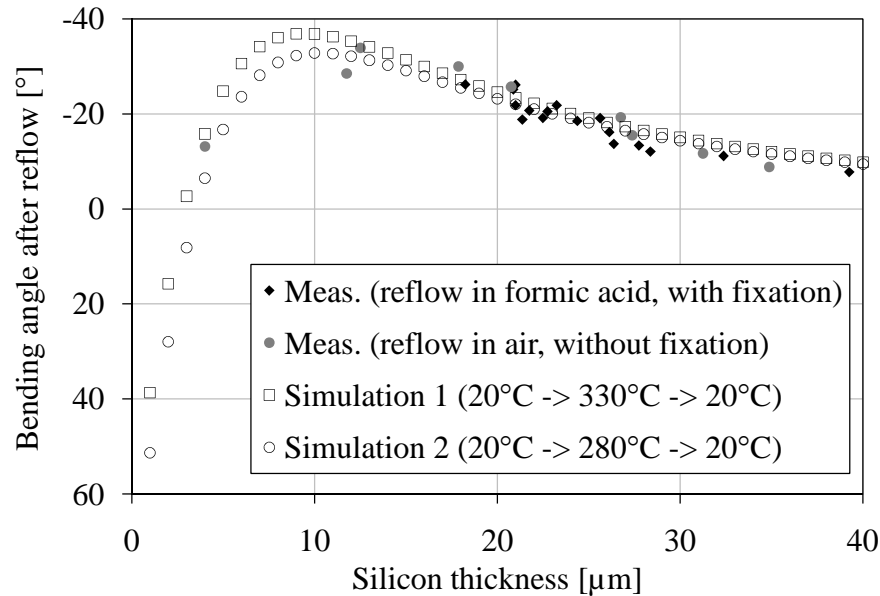 -40
-20
0
20
40
60
Bending angle after reflow [°]
Meas. (reflow in formic acid, with fixation)
Meas. (reflow in air, without fixation)
Simulation 1 (20°C -> 330°C -> 20°C)
Simulation 2 (20°C -> 280°C -> 20°C)
0 10 20 30 40
Silicon thickness [µm]